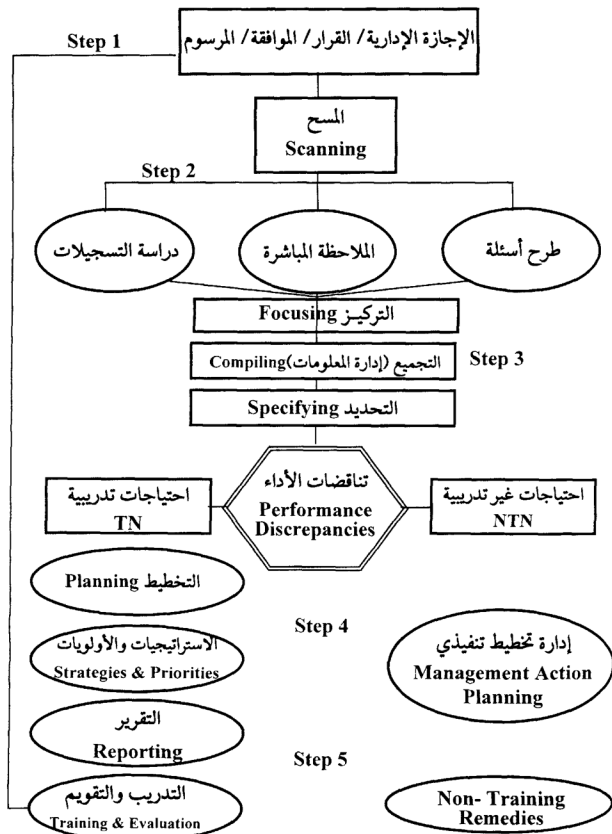 Step 1
الإجازة الإدارية/ القرار/ الموافقة/ المرسوم
المسح
Scanning
Step 2
دراسة التسجيلات
الملاحظة المباشرة
طرح أسئلة
التركيز Focusing
التجميع (إدارة المعلومات) Compiling
Step 3
التحديد Specifying
احتياجات تدريبية
TN
تناقضات الأداء
Performance
Discrepancies
احتياجات غير تدريبية
NTN
التخطيط Planning
Step 4
الاستراتيجيات والأولويات
Strategies & Priorities
إدارة تخطيط تنفيذي
Management Action
Planning
التقرير
Reporting
Step 5
التدريب والتقويم
Training & Evaluation
Non- Training
Remedies